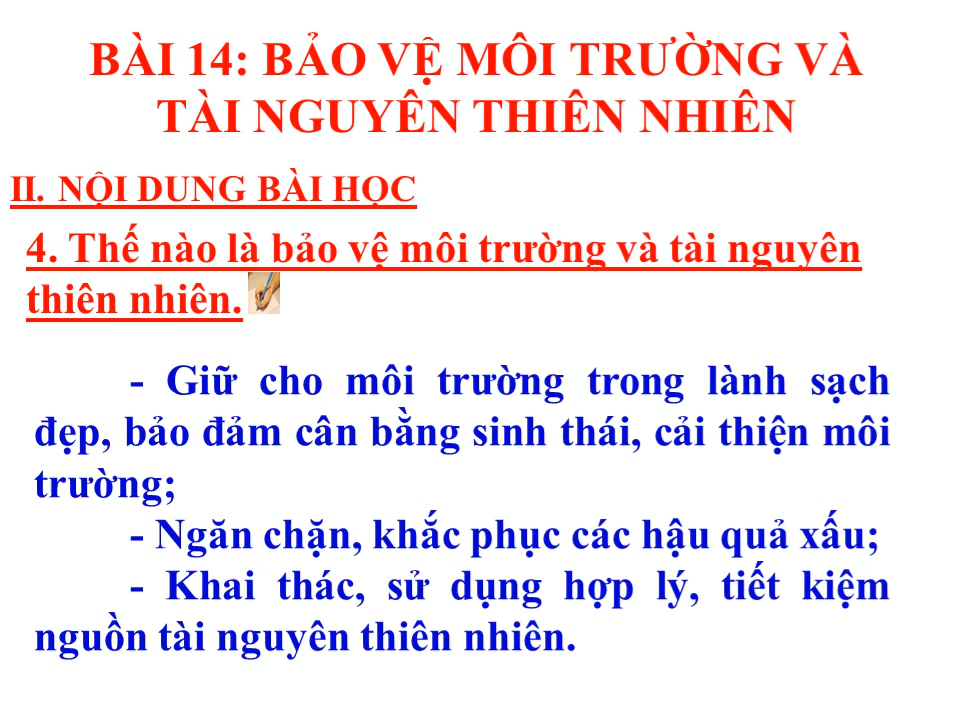 BÀI 14: BẢO VỆ MÔI TRƯỜNG VÀ
TÀI NGUYÊN THIÊN NHIÊN
II. NỘI DUNG BÀI HỌC
4. Thế nào là bảo vệ môi trường và tài nguyên
thiên nhiên.
- Giữ cho môi trường trong lành sạch
đẹp, bảo đảm cân bằng sinh thái, cải thiện môi
trường;
- Ngăn chặn, khắc phục các hậu quả xấu;
- Khai thác, sử dụng hợp lý, tiết kiệm
nguồn tài nguyên thiên nhiên.